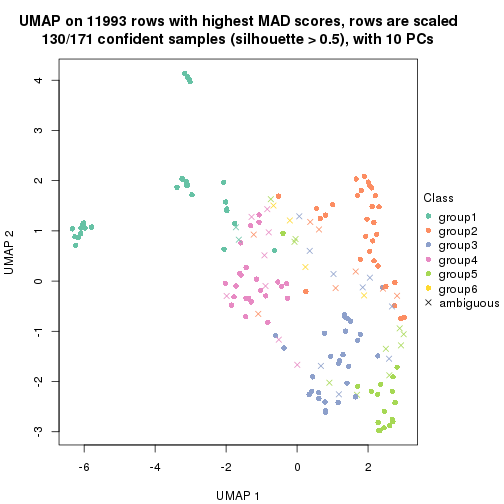 UMAP on 11993 rows with highest MAD scores, rows are scaled
130/171 confident samples (silhouette > 0.5), with 10 PCs
4
3
2
1
0
-1
-2
-3
UMAP 2
-6
-4
-2
0
2
UMAP 1
Class
group1
group2
group3
group4
group5
group6
ambiguous